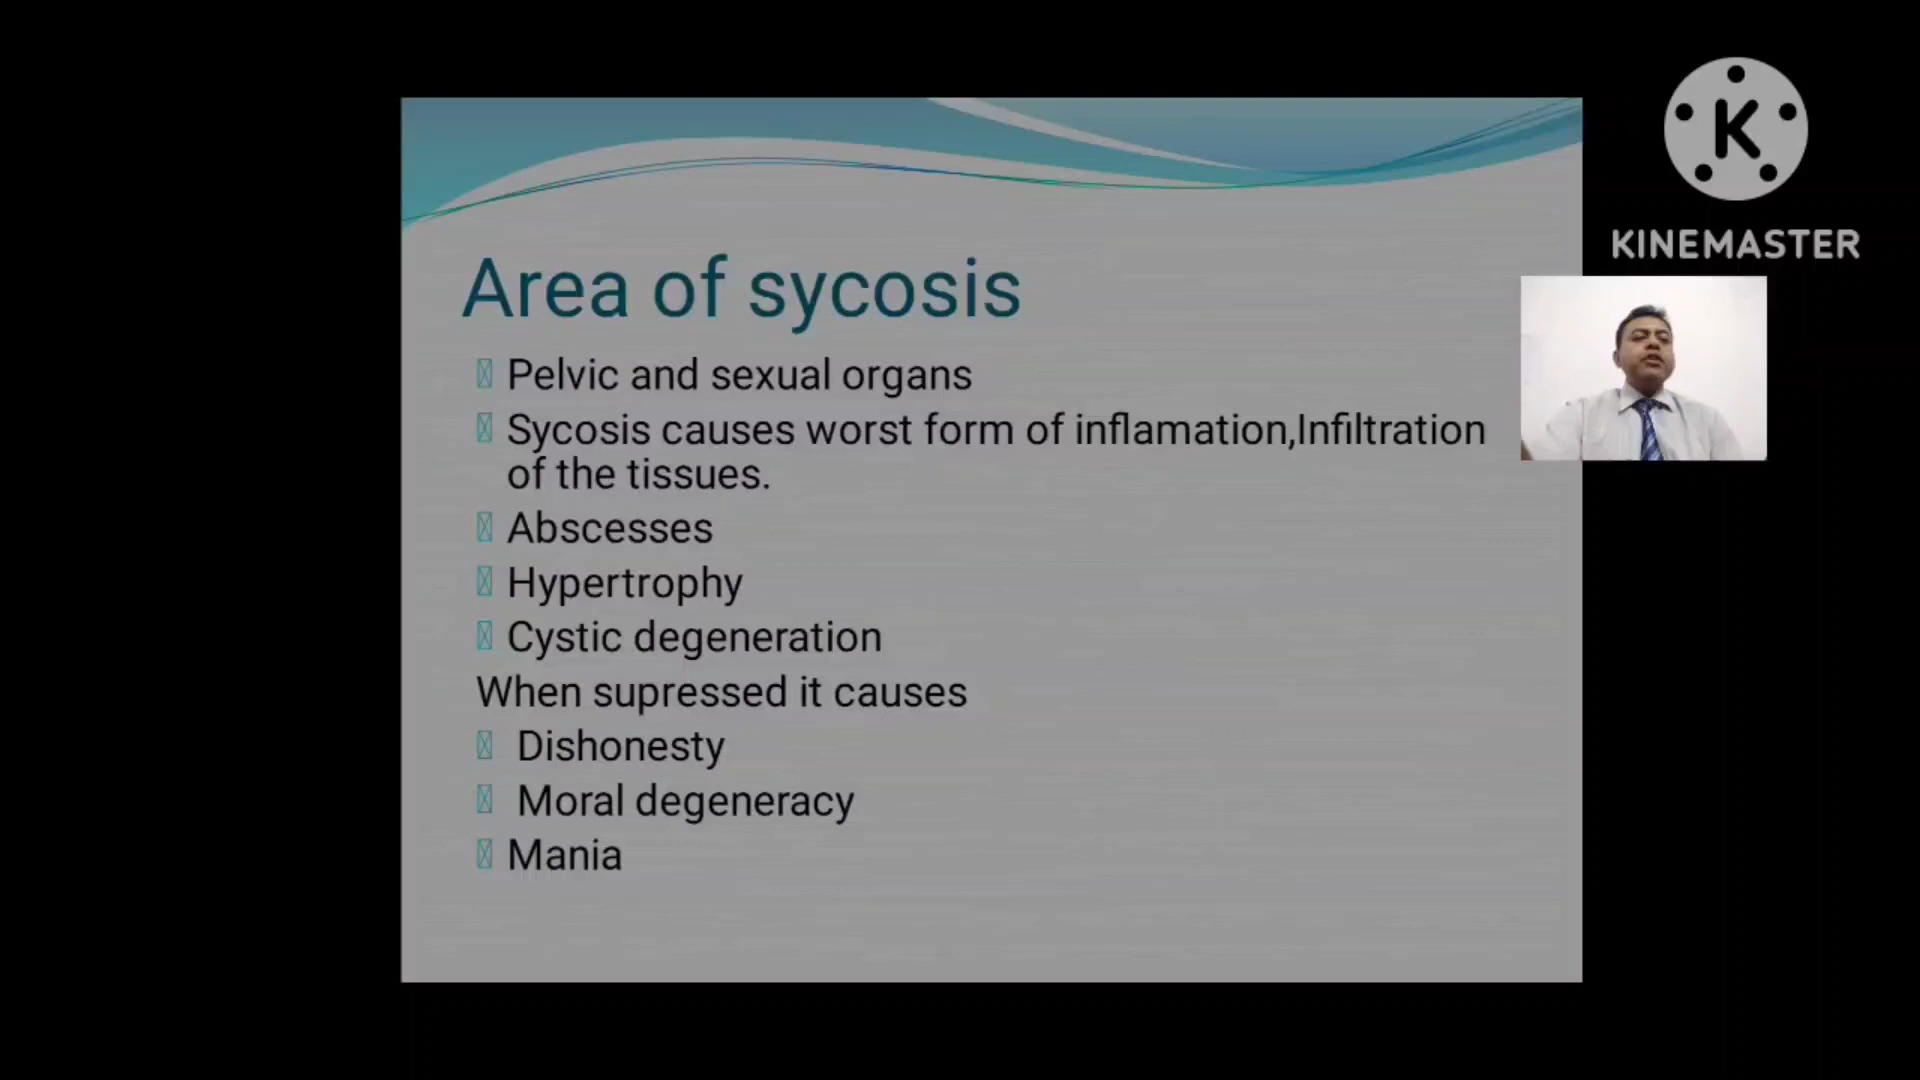 K
KINEMASTER
Area of sycosis
Pelvic and sexual organs
Sycosis causes worst form of inflamation,Infiltration
of the tissues.
Abscesses
Hypertrophy
Cystic degeneration
When supressed it causes
Dishonesty
Moral degeneracy
Mania